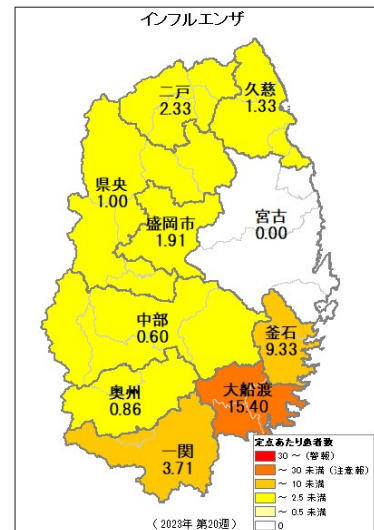 インフルエンザ
二戸
2.33
久慈
1.33
県央
1.00
盛岡市
1.91
宮古
0.00
中部
0.60
釜石
9.33
奥州
0.86
大船渡
15.40
一関
3.71
定点あたり患者数
30 ～ (警報)
～ 30 未満 (注意報)
～ 10 未満
～ 2.5 未満
～ 0.5 未満
0
( 2023年 第20週 )